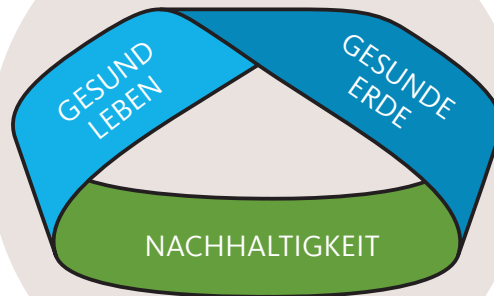 GESUND
LEBEN
GESUNDE
ERDE
NACHHALTIGKEIT